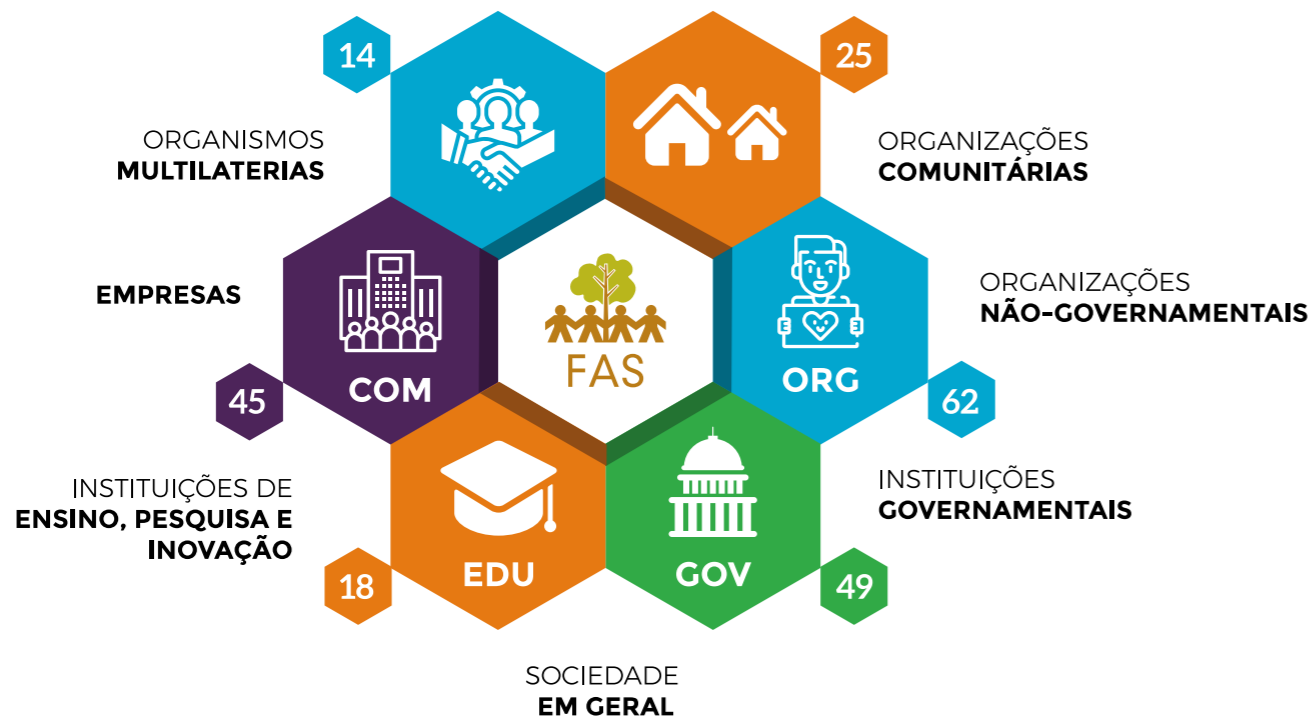 14
ORGANISMOS
MULTILATERIAS
25
ORGANIZAÇÕES
COMUNITÁRIAS
EMPRESAS
COM
45
FAS
ORG
ORGANIZAÇÕES
NÃO-GOVERNAMENTAIS
62
INSTITUIÇÕES DE
ENSINO, PESQUISA E
INOVAÇÃO
18
EDU
GOV
INSTITUIÇÕES
GOVERNAMENTAIS
49
SOCIEDADE
EM GERAL